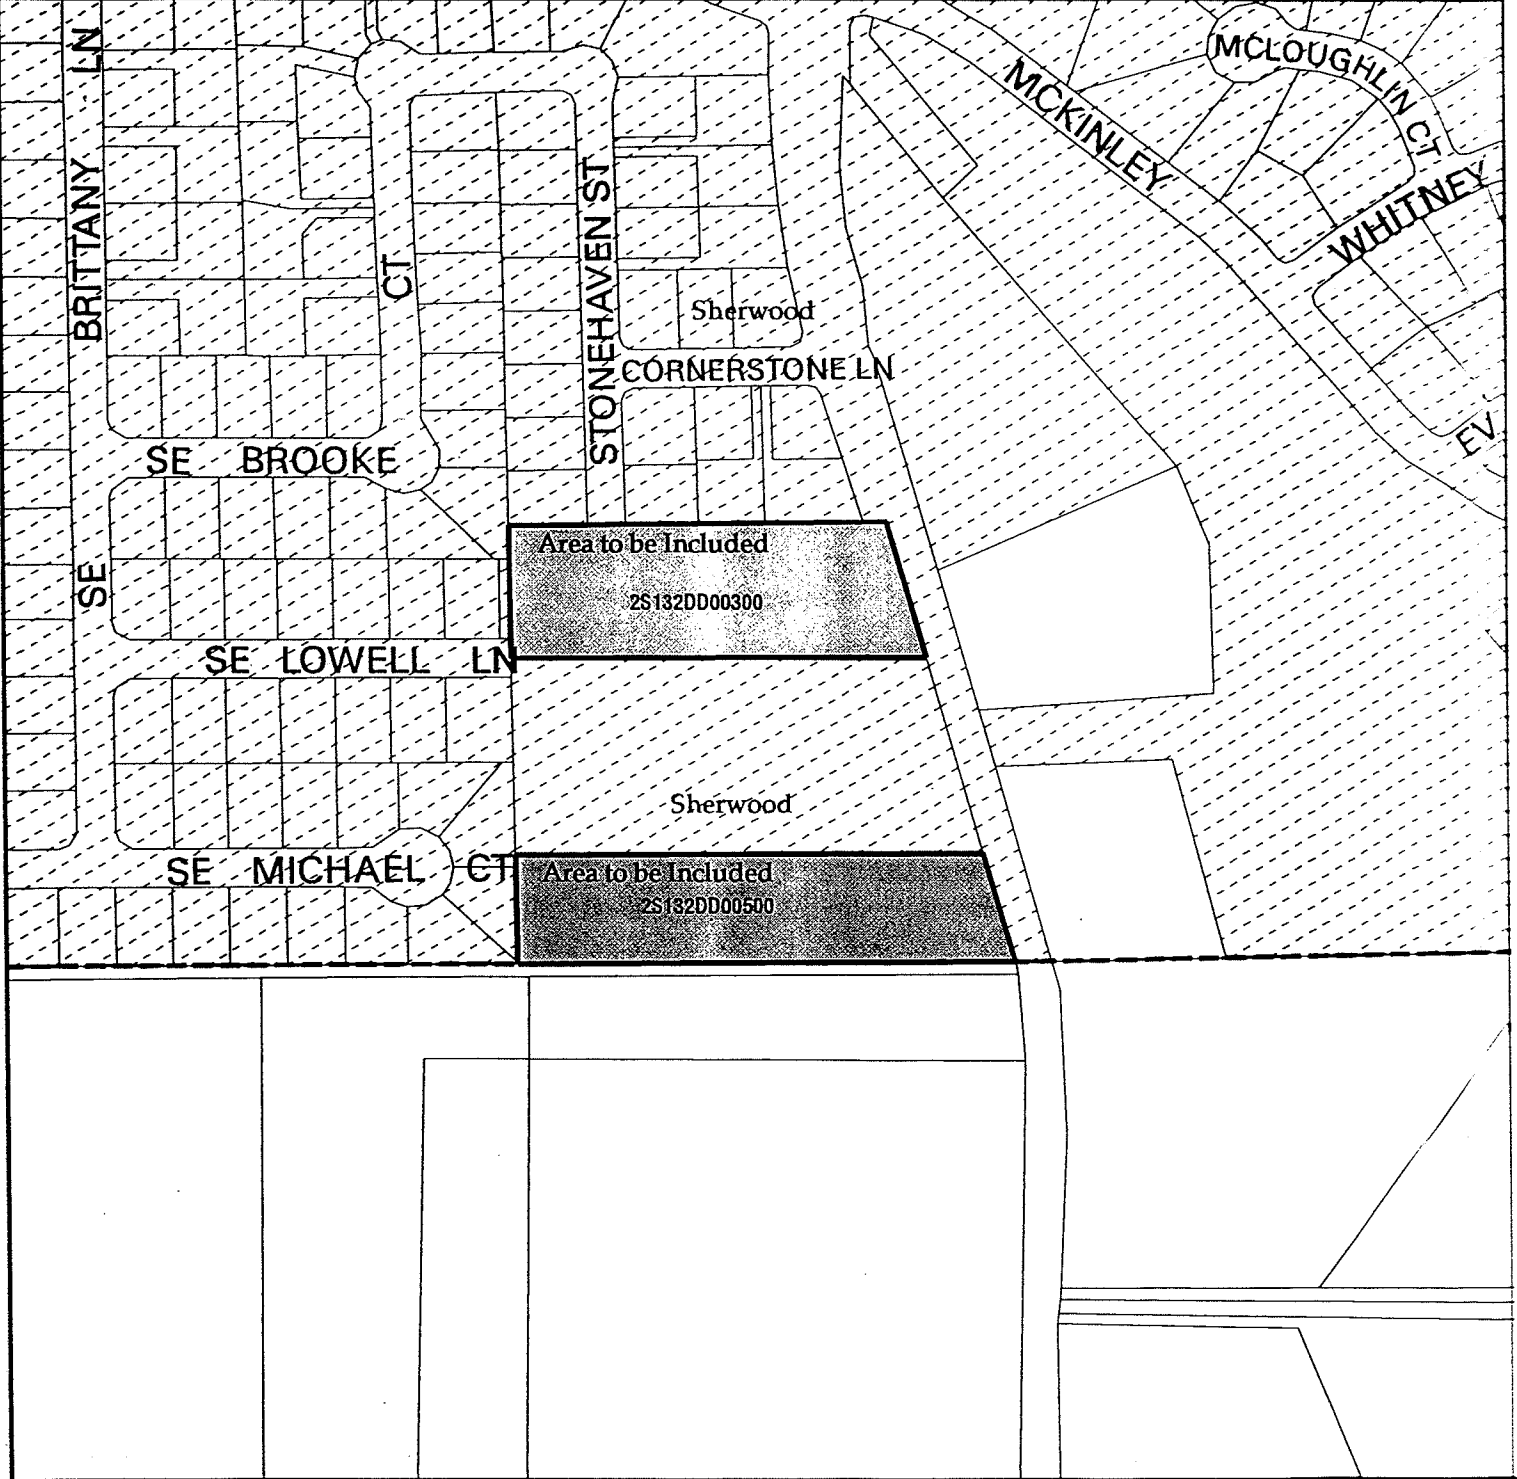 MCLOUGHLIN CT
MCKINLEY
WHITNEY
EV
SE BRITTANY LN
CT
STONEHAVEN ST
Sherwood
CORNERSTONE LN
SE BROOKE
Area to be Included
2S132DD00300
SE LOWELL LN
Sherwood
SE MICHAEL CT
Area to be Included
2S132DD00500